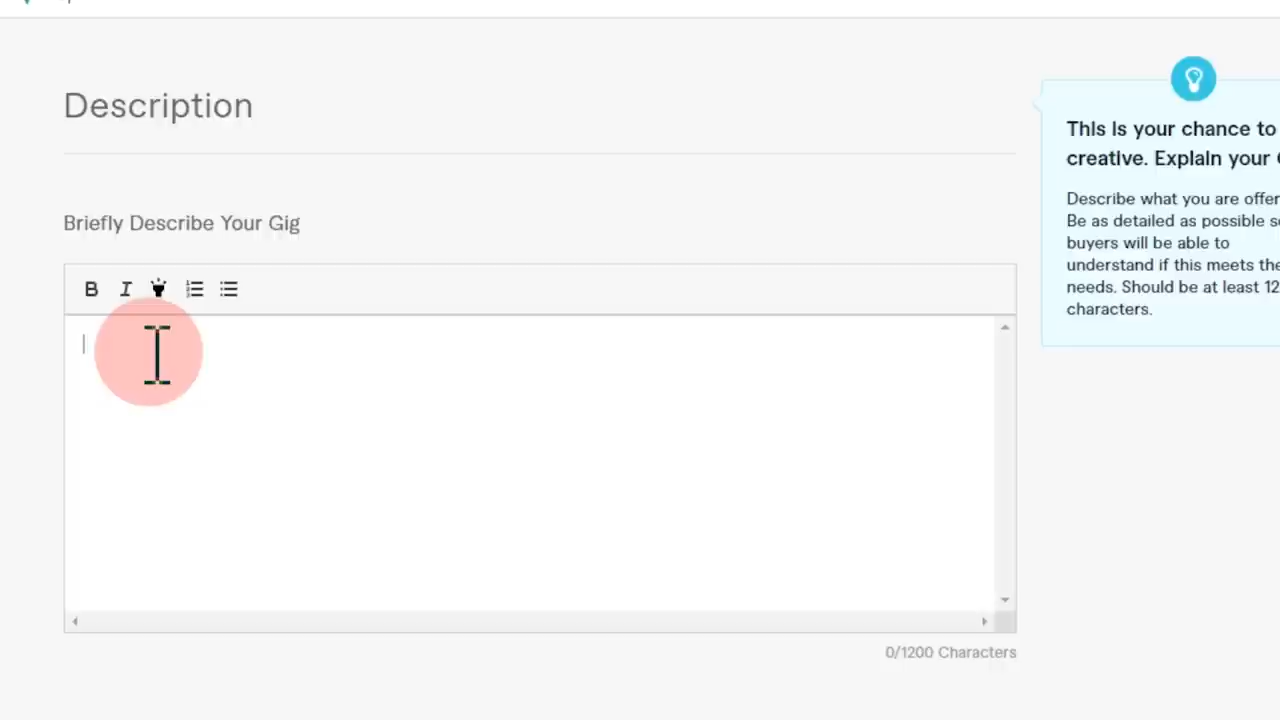 Description
Briefly Describe Your Gig
B I
0/1200 Characters
This is your chance to
creative. Explain your
Describe what you are offer
Be as detailed as possible s
buyers will be able to
understand if this meets the
needs. Should be at least 12
characters.